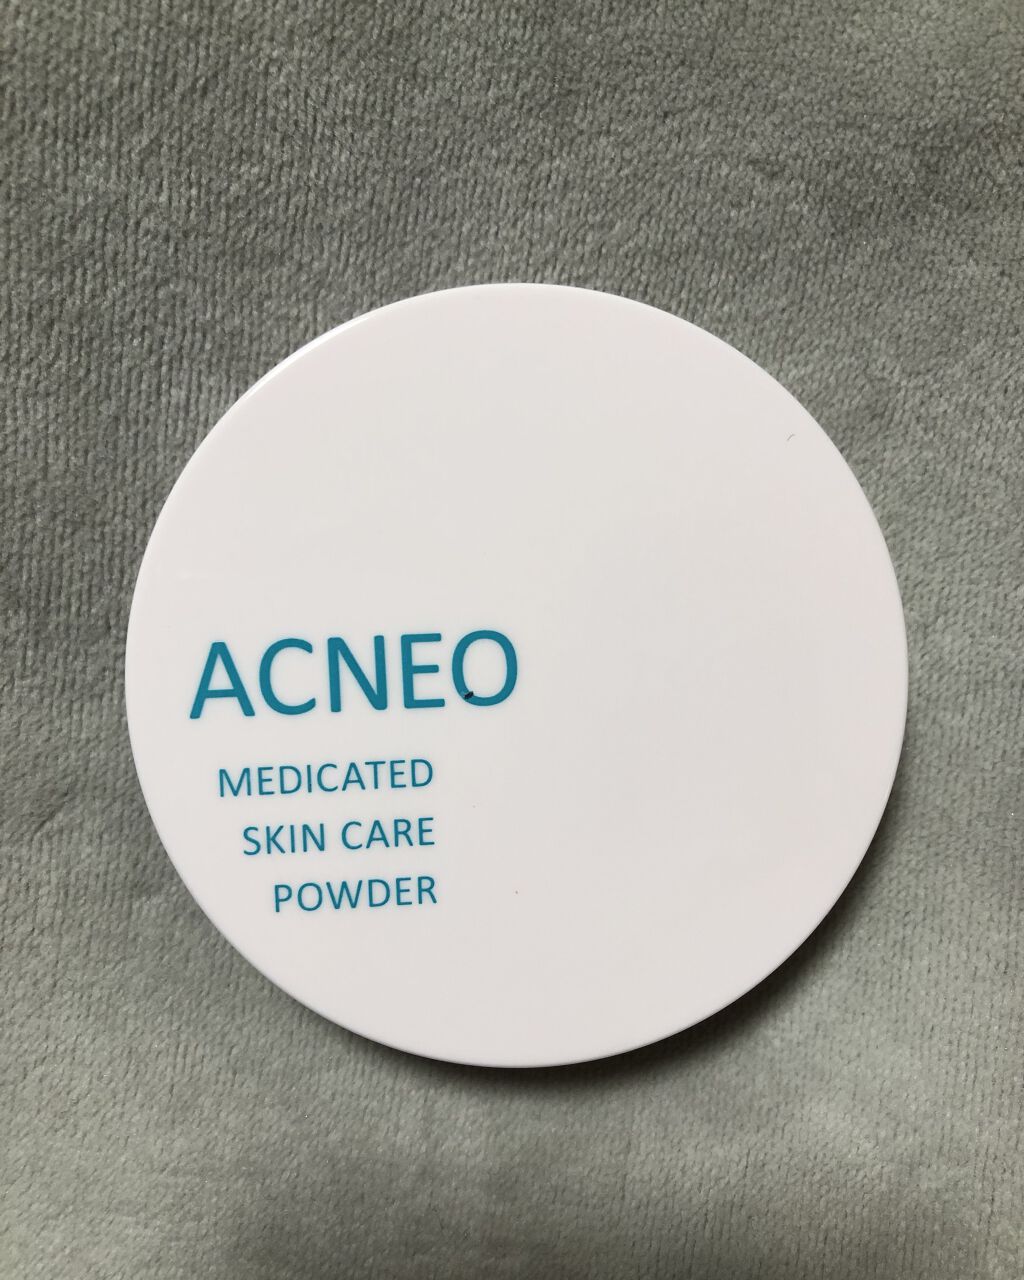 ACNEO
MEDICATED
SKIN CARE
POWDER